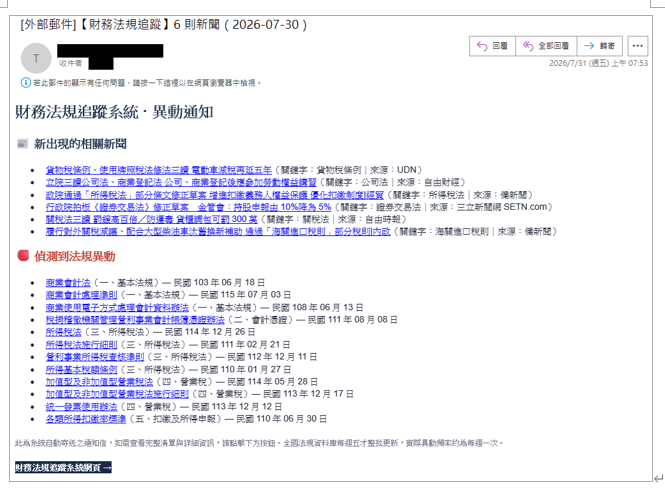 [外部郵件]【財務法規追蹤】6 則新聞（2026-07-30）
T
收件者
回覆
全部回覆
轉寄
2026/7/31 (週五) 上午 07:53
若此郵件的顯示有任何問題，請按一下這裡以在網頁瀏覽器中檢視。
財務法規追蹤系統．異動通知
新出現的相關新聞
• 貨物稅條例、使用牌照稅法修法三讀 電動車減稅再延五年（關鍵字：貨物稅條例｜來源：UDN）
• 立院三讀公司法、商業登記法 公司、商業登記後應參加勞動權益講習（關鍵字：公司法｜來源：自由財經）
• 政院通過「所得稅法」部分條文修正草案 增進扣繳義務人權益保護 優化扣繳制度|經貿（關鍵字：所得稅法｜來源：僑新聞）
• 行政院拍板《證券交易法》修正草案　金管會：持股申報由 10%降為 5%（關鍵字：證券交易法｜來源：三立新聞網 SETN.com）
• 關稅法三讀 罰鍰高百倍／防運毒 貨櫃調包可罰 300 萬（關鍵字：關稅法｜來源：自由時報）
• 履行對外關稅減讓、配合大型柴油車汰舊換新補助 通過「海關進口稅則」部分稅則|內政（關鍵字：海關進口稅則｜來源：僑新聞）
偵測到法規異動
• 商業會計法（一、基本法規）— 民國 103 年 06 月 18 日
• 商業會計處理準則（一、基本法規）— 民國 115 年 07 月 03 日
• 商業使用電子方式處理會計資料辦法（一、基本法規）— 民國 108 年 06 月 13 日
• 稅捐稽徵機關管理營利事業會計帳簿憑證辦法（二、會計憑證）— 民國 111 年 08 月 08 日
• 所得稅法（三、所得稅法）— 民國 114 年 12 月 26 日
• 所得稅法施行細則（三、所得稅法）— 民國 111 年 02 月 21 日
• 營利事業所得稅查核準則（三、所得稅法）— 民國 112 年 12 月 11 日
• 所得基本稅額條例（三、所得稅法）— 民國 110 年 01 月 27 日
• 加值型及非加值型營業稅法（四、營業稅）— 民國 114 年 05 月 28 日
• 加值型及非加值型營業稅法施行細則（四、營業稅）— 民國 113 年 12 月 17 日
• 統一發票使用辦法（四、營業稅）— 民國 113 年 12 月 12 日
• 各類所得扣繳率標準（五、扣繳及所得申報）— 民國 110 年 06 月 30 日
此為系統自動寄送之通知信，如需查看完整清單與詳細資訊，請點擊下方按鈕。全國法規資料庫每週五才整批更新，實際異動頻率約為每週一次。
財務法規追蹤系統網頁 →